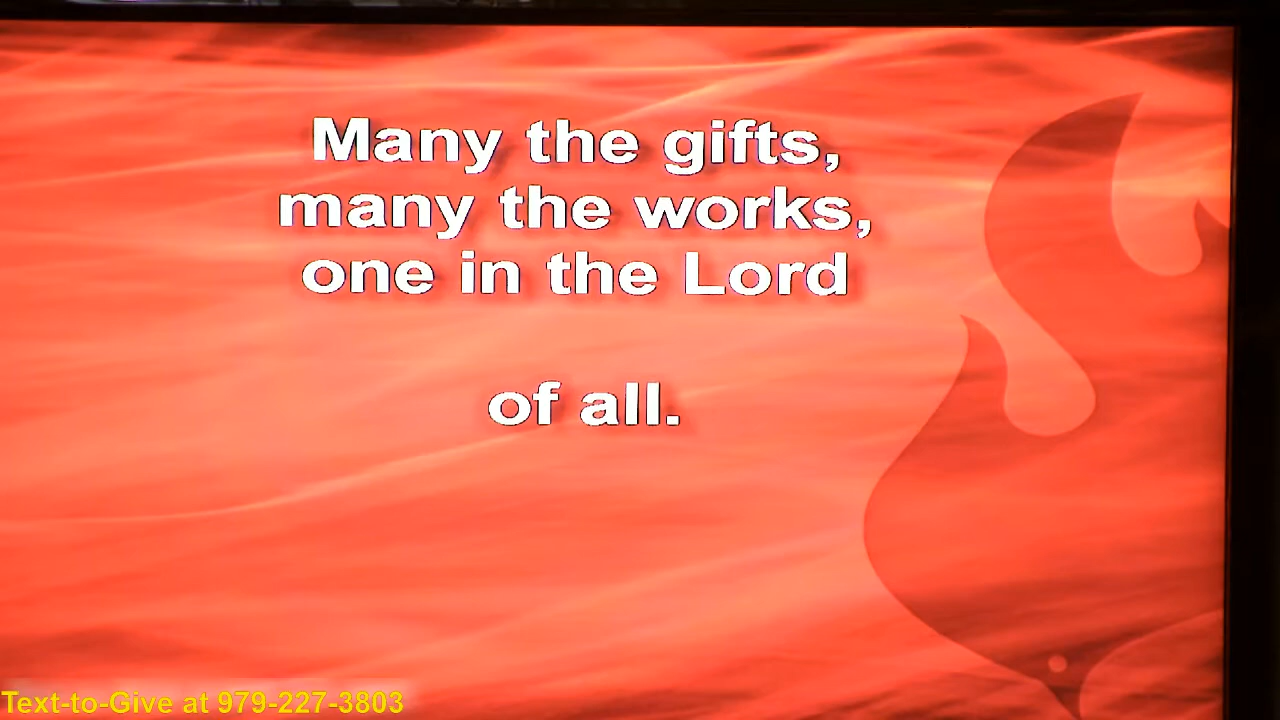 Many the gifts,
many the works,
one in the Lord
of all.
Text-to-Give at 979-227-3803